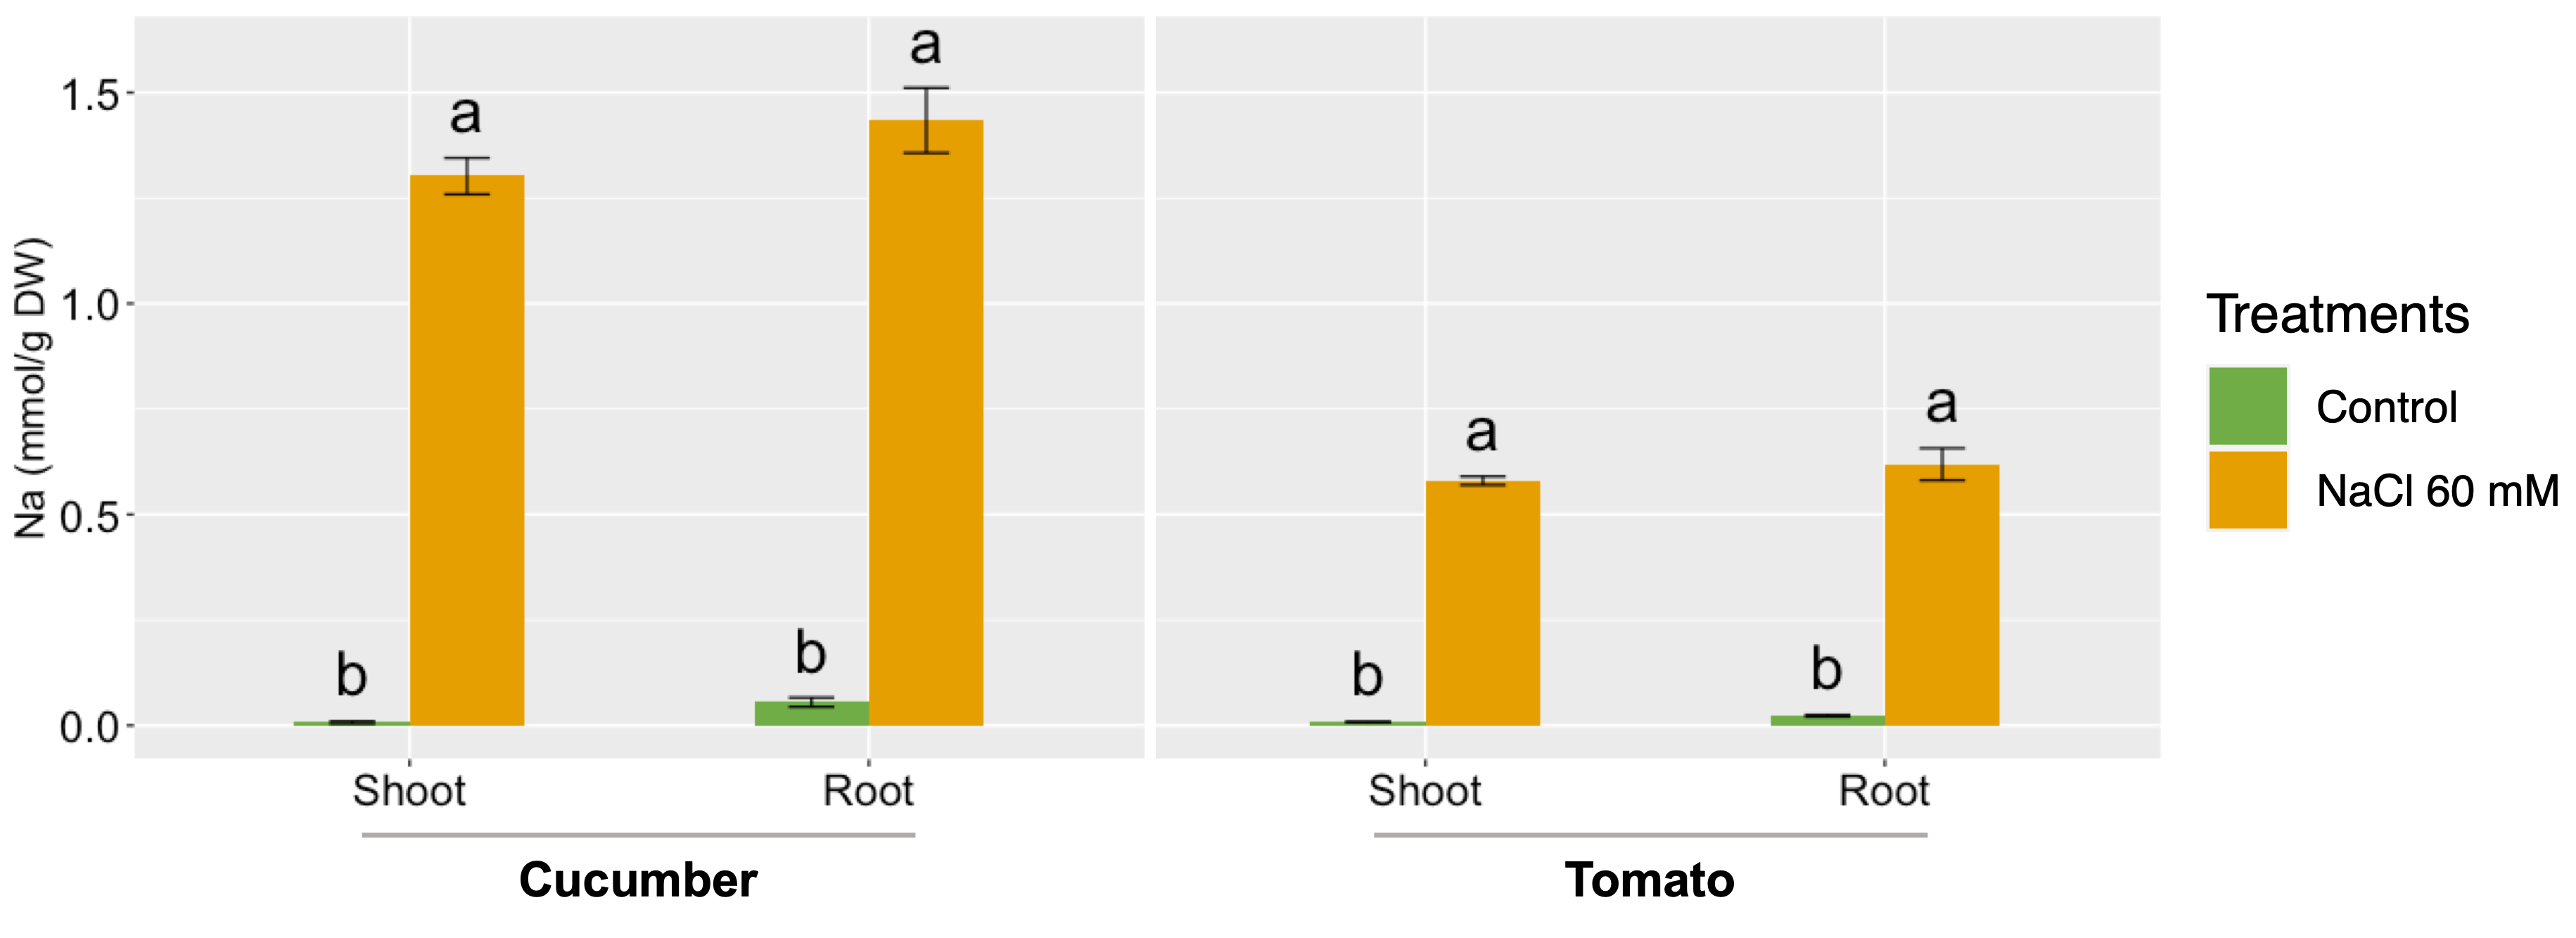 Na (mmol/g DW)
1.5
1.0
0.5
0.0
b
a
b
a
b
a
b
a
Shoot
Root
Shoot
Root
Cucumber
Tomato
Treatments
Control
NaCl 60 mM